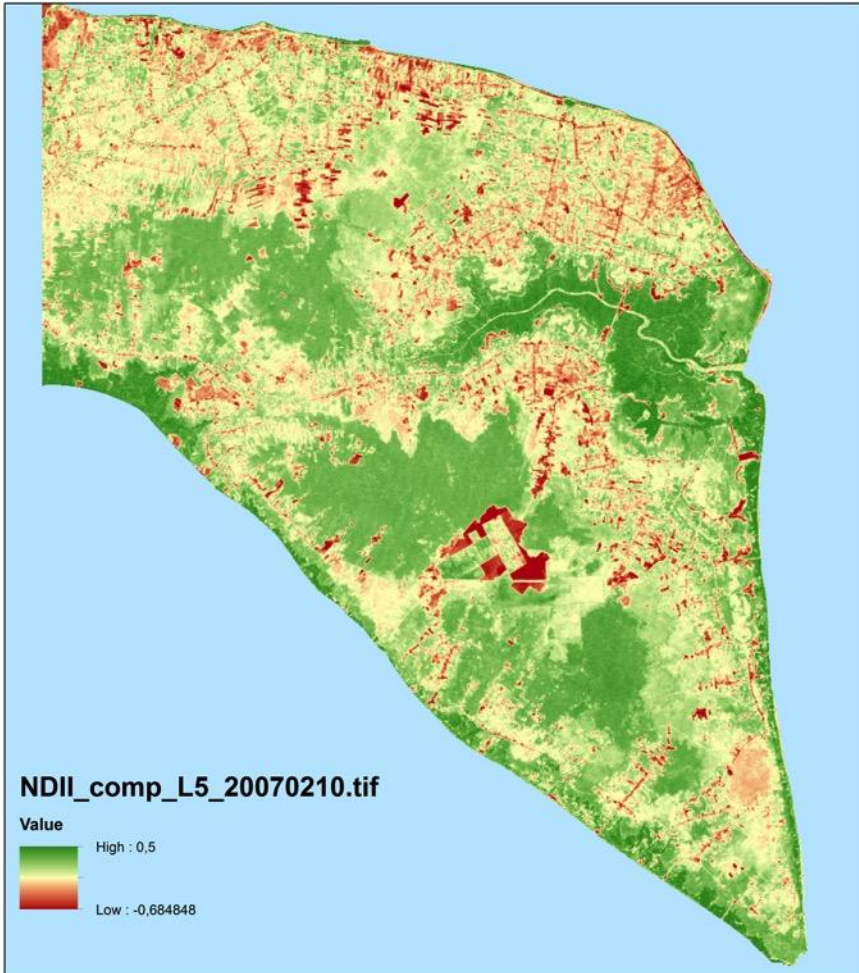 NDII_comp_L5_20070210.tif
Value
High : 0,5
Low : -0,684848